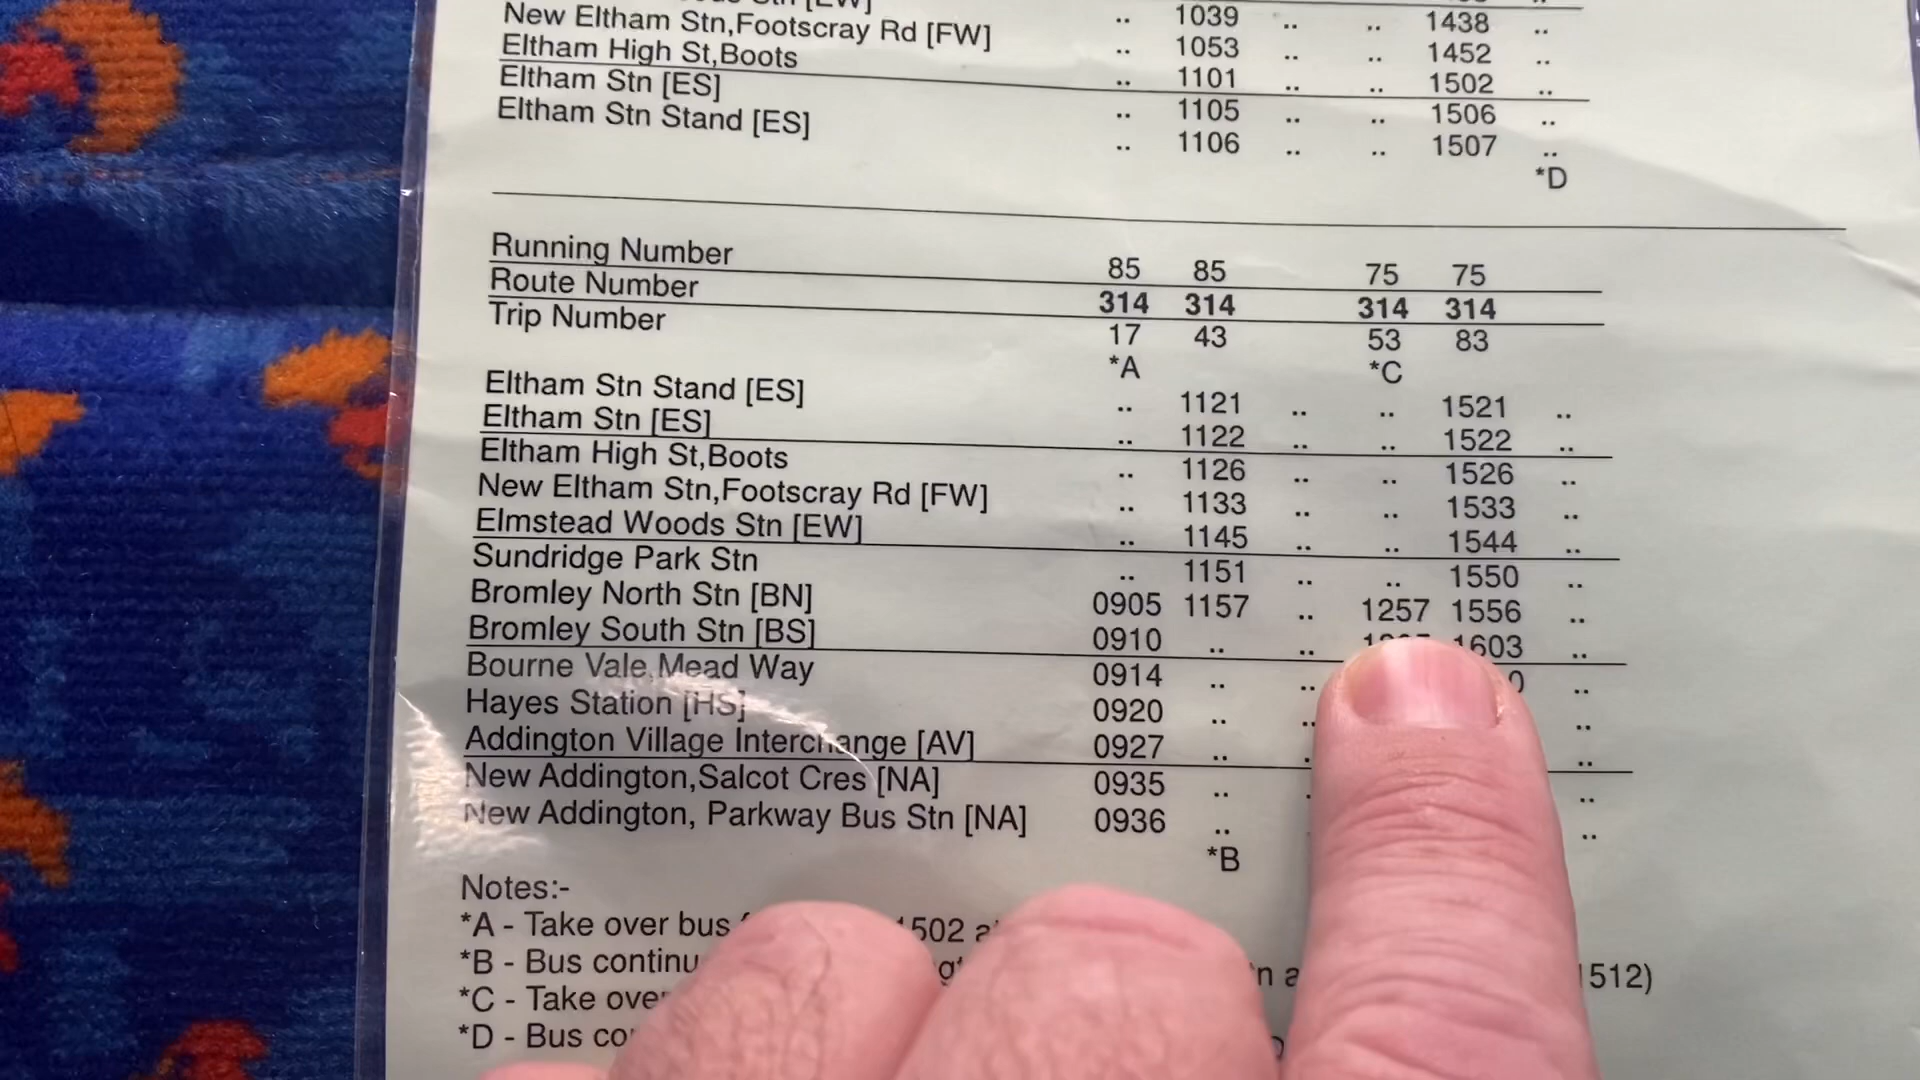 Stn [EW] .. 1039 .. .. 1438 ..
New Eltham Stn,Footscray Rd [FW] .. 1053 .. .. 1452 ..
Eltham High St,Boots .. 1101 .. .. 1502 ..
Eltham Stn [ES] .. 1105 .. .. 1506 ..
Eltham Stn Stand [ES] .. 1106 .. .. 1507 ..
*D
Running Number 85 85 75 75
Route Number 314 314 314 314
Trip Number 17 43 53 83
*A *C
Eltham Stn Stand [ES] .. 1121 .. .. 1521 ..
Eltham Stn [ES] .. 1122 .. .. 1522 ..
Eltham High St,Boots .. 1126 .. .. 1526 ..
New Eltham Stn,Footscray Rd [FW] .. 1133 .. .. 1533 ..
Elmstead Woods Stn [EW] .. 1145 .. .. 1544 ..
Sundridge Park Stn .. 1151 .. .. 1550 ..
Bromley North Stn [BN] 0905 1157 .. 1257 1556 ..
Bromley South Stn [BS] 0910 .. .. 1603 ..
Bourne Vale,Mead Way 0914 .. .. 0 ..
Hayes Station [HS] 0920 .. .. ..
Addington Village Interchange [AV] 0927 .. .. ..
New Addington,Salcot Cres [NA] 0935 .. .. ..
New Addington, Parkway Bus Stn [NA] 0936 .. ..
*B
Notes:-
*A - Take over bus 1502
*B - Bus 1512)
*C - Take
*D - Bus